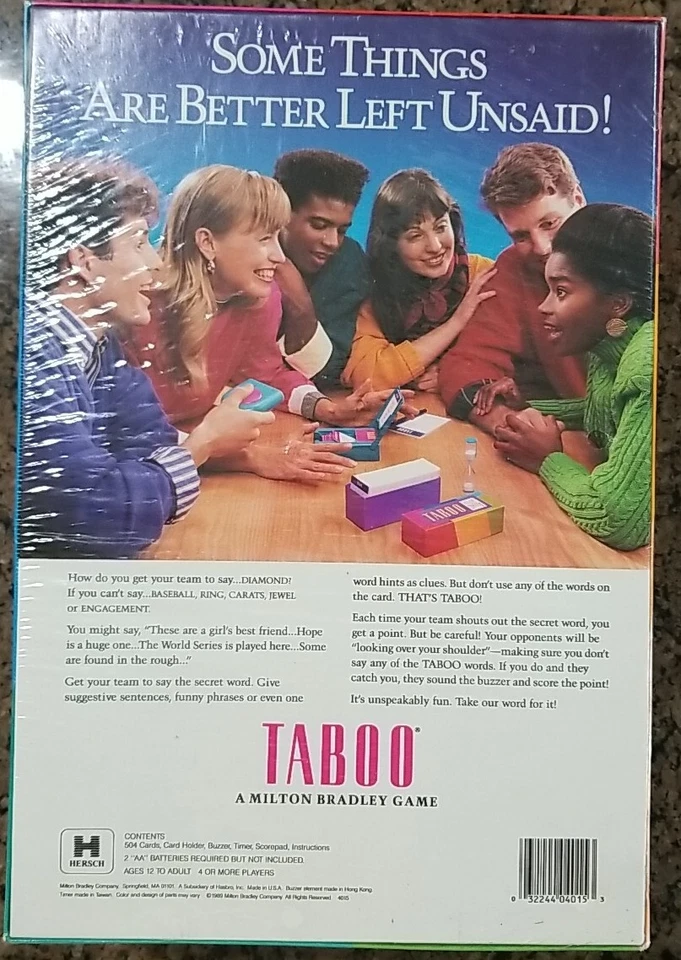 SOME THINGS
ARE BETTER LEFT UNSAID!
TABOO
How do you get your team to say...DIAMOND?
If you can't say...BASEBALL, RING, CARATS, JEWEL
or ENGAGEMENT.
You might say, "These are a girl's best friend...Hope
is a huge one...The World Series is played here...Some
are found in the rough..."
Get your team to say the secret word. Give
suggestive sentences, funny phrases or even one
word hints as clues. But don't use any of the words on
the card. THAT'S TABOO!
Each time your team shouts out the secret word, you
get a point. But be careful! Your opponents will be
"looking over your shoulder"—making sure you don't
say any of the TABOO words. If you do and they
catch you, they sound the buzzer and score the point!
It's unspeakably fun. Take our word for it!
TABOO®
A MILTON BRADLEY GAME
H
HERSCH
CONTENTS
504 Cards, Card Holder, Buzzer, Timer, Scorepad, Instructions
2 "AA" BATTERIES REQUIRED BUT NOT INCLUDED.
AGES 12 TO ADULT 4 OR MORE PLAYERS
Milton Bradley Company, Springfield, MA 01101. A Subsidiary of Hasbro, Inc. Made in U.S.A. Buzzer element made in Hong Kong.
Timer made in Taiwan. Color and design of parts may vary. ©1989 Milton Bradley Company. All Rights Reserved. 4015
0 32244 04015 3